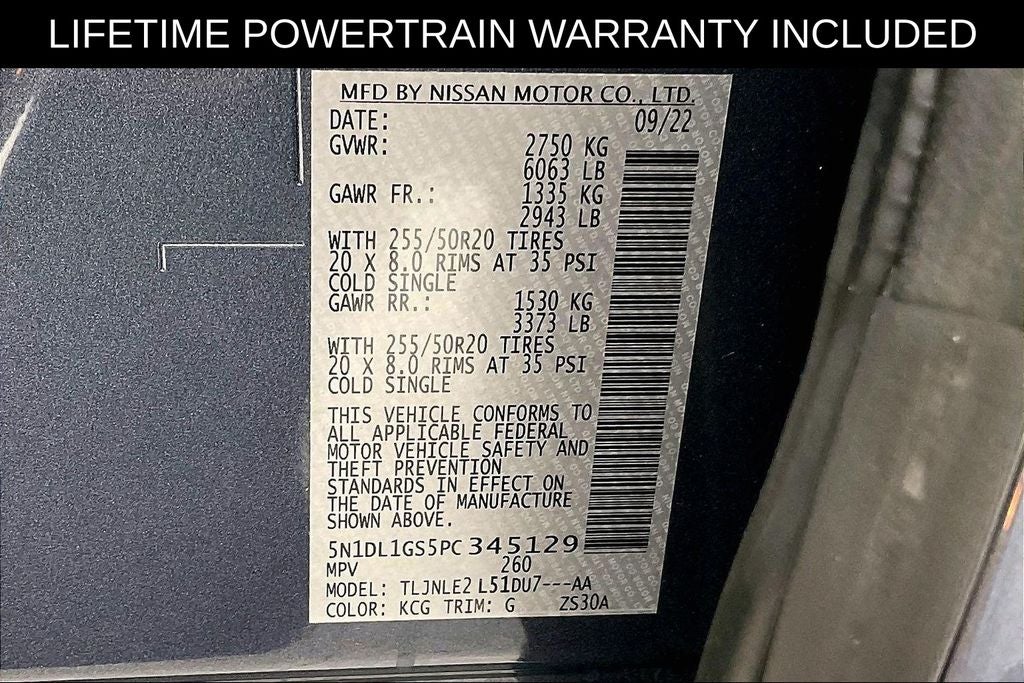 LIFETIME POWERTRAIN WARRANTY INCLUDED
MFD BY NISSAN MOTOR CO., LTD.
DATE: 09/22
GVWR: 2750 KG
6063 LB
GAWR FR.: 1335 KG
2943 LB
WITH 255/50R20 TIRES
20 X 8.0 RIMS AT 35 PSI
COLD SINGLE
GAWR RR.: 1530 KG
3373 LB
WITH 255/50R20 TIRES
20 X 8.0 RIMS AT 35 PSI
COLD SINGLE
THIS VEHICLE CONFORMS TO
ALL APPLICABLE FEDERAL
MOTOR VEHICLE SAFETY AND
THEFT PREVENTION
STANDARDS IN EFFECT ON
THE DATE OF MANUFACTURE
SHOWN ABOVE.
5N1DL1GS5PC 345129
MPV 260
MODEL: TLJNLE2 L51DU7---AA
COLOR: KCG TRIM: G ZS30A